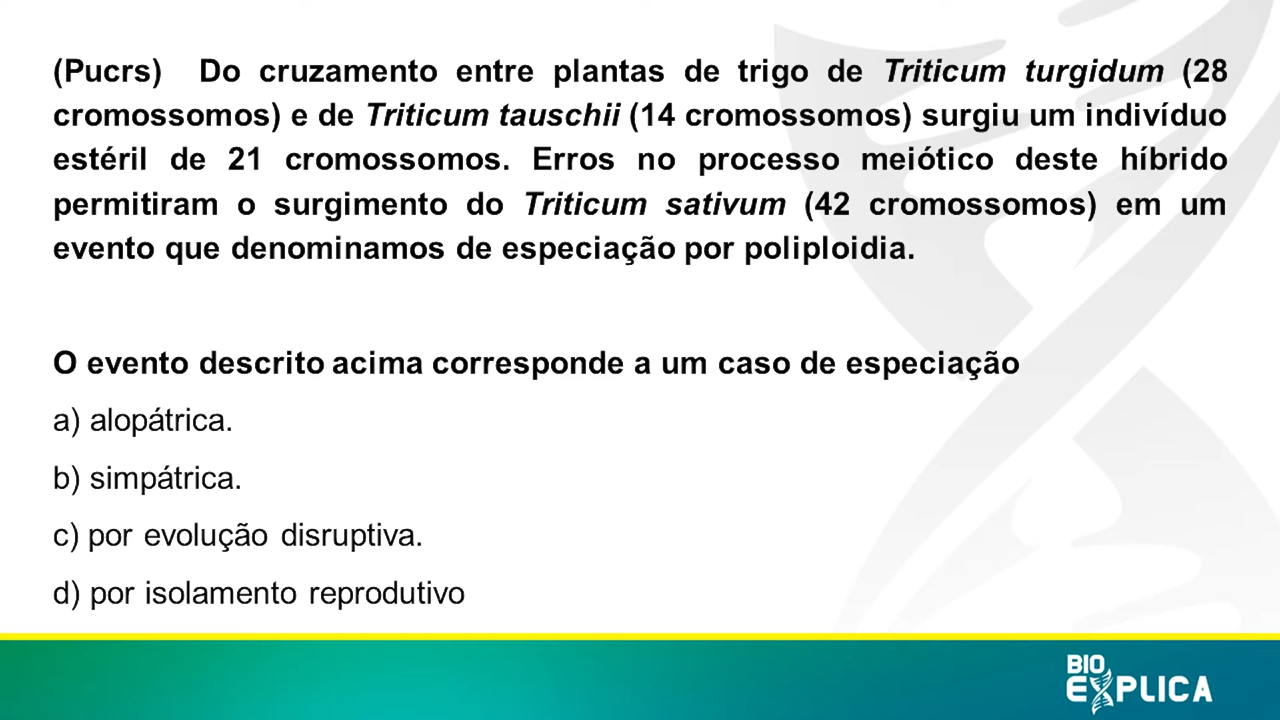 (Pucrs) Do cruzamento entre plantas de trigo de Triticum turgidum (28
cromossomos) e de Triticum tauschii (14 cromossomos) surgiu um indivíduo
estéril de 21 cromossomos. Erros no processo meiótico deste híbrido
permitiram o surgimento do Triticum sativum (42 cromossomos) em um
evento que denominamos de especiação por poliploidia.
O evento descrito acima corresponde a um caso de especiação
a) alopátrica.
b) simpátrica.
c) por evolução disruptiva.
d) por isolamento reprodutivo
BIO
EXPLICA